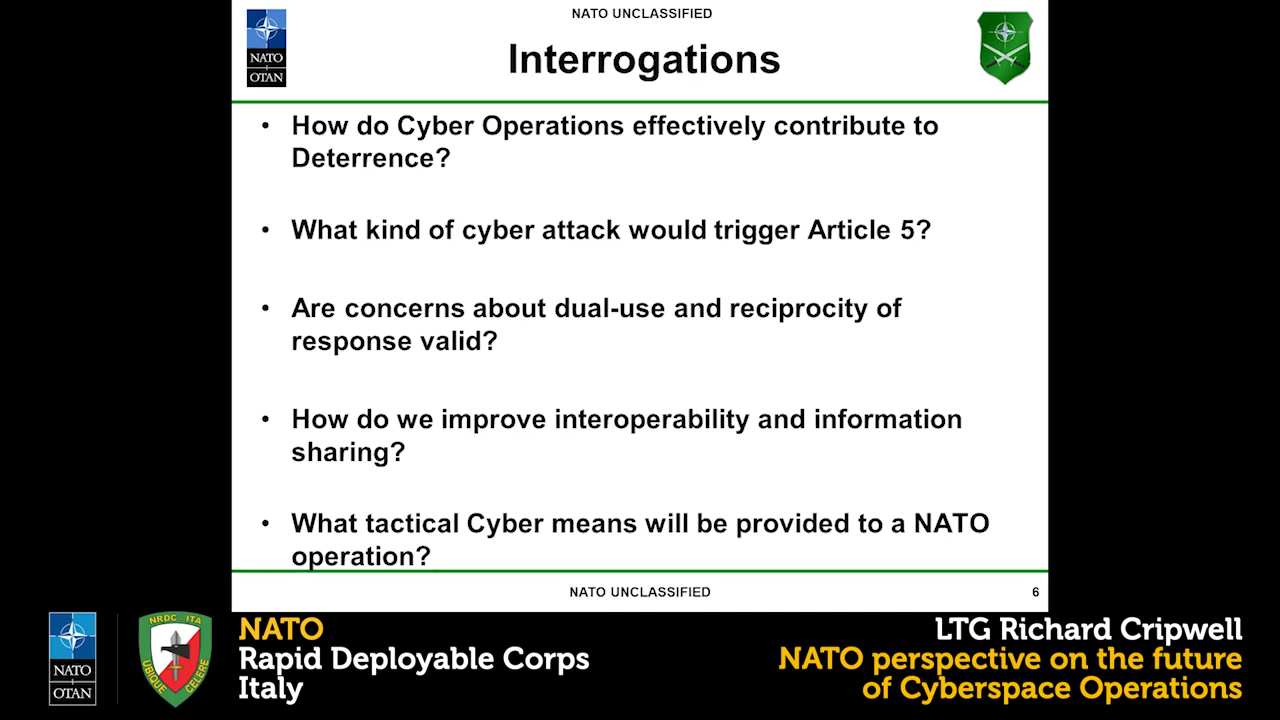 NATO UNCLASSIFIED
NATO
OTAN
Interrogations
• How do Cyber Operations effectively contribute to
Deterrence?
• What kind of cyber attack would trigger Article 5?
• Are concerns about dual-use and reciprocity of
response valid?
• How do we improve interoperability and information
sharing?
• What tactical Cyber means will be provided to a NATO
operation?
NATO UNCLASSIFIED
6
NATO
OTAN
NRDC - ITA
UBIQUE CELERE
NATO
Rapid Deployable Corps
Italy
LTG Richard Cripwell
NATO perspective on the future
of Cyberspace Operations